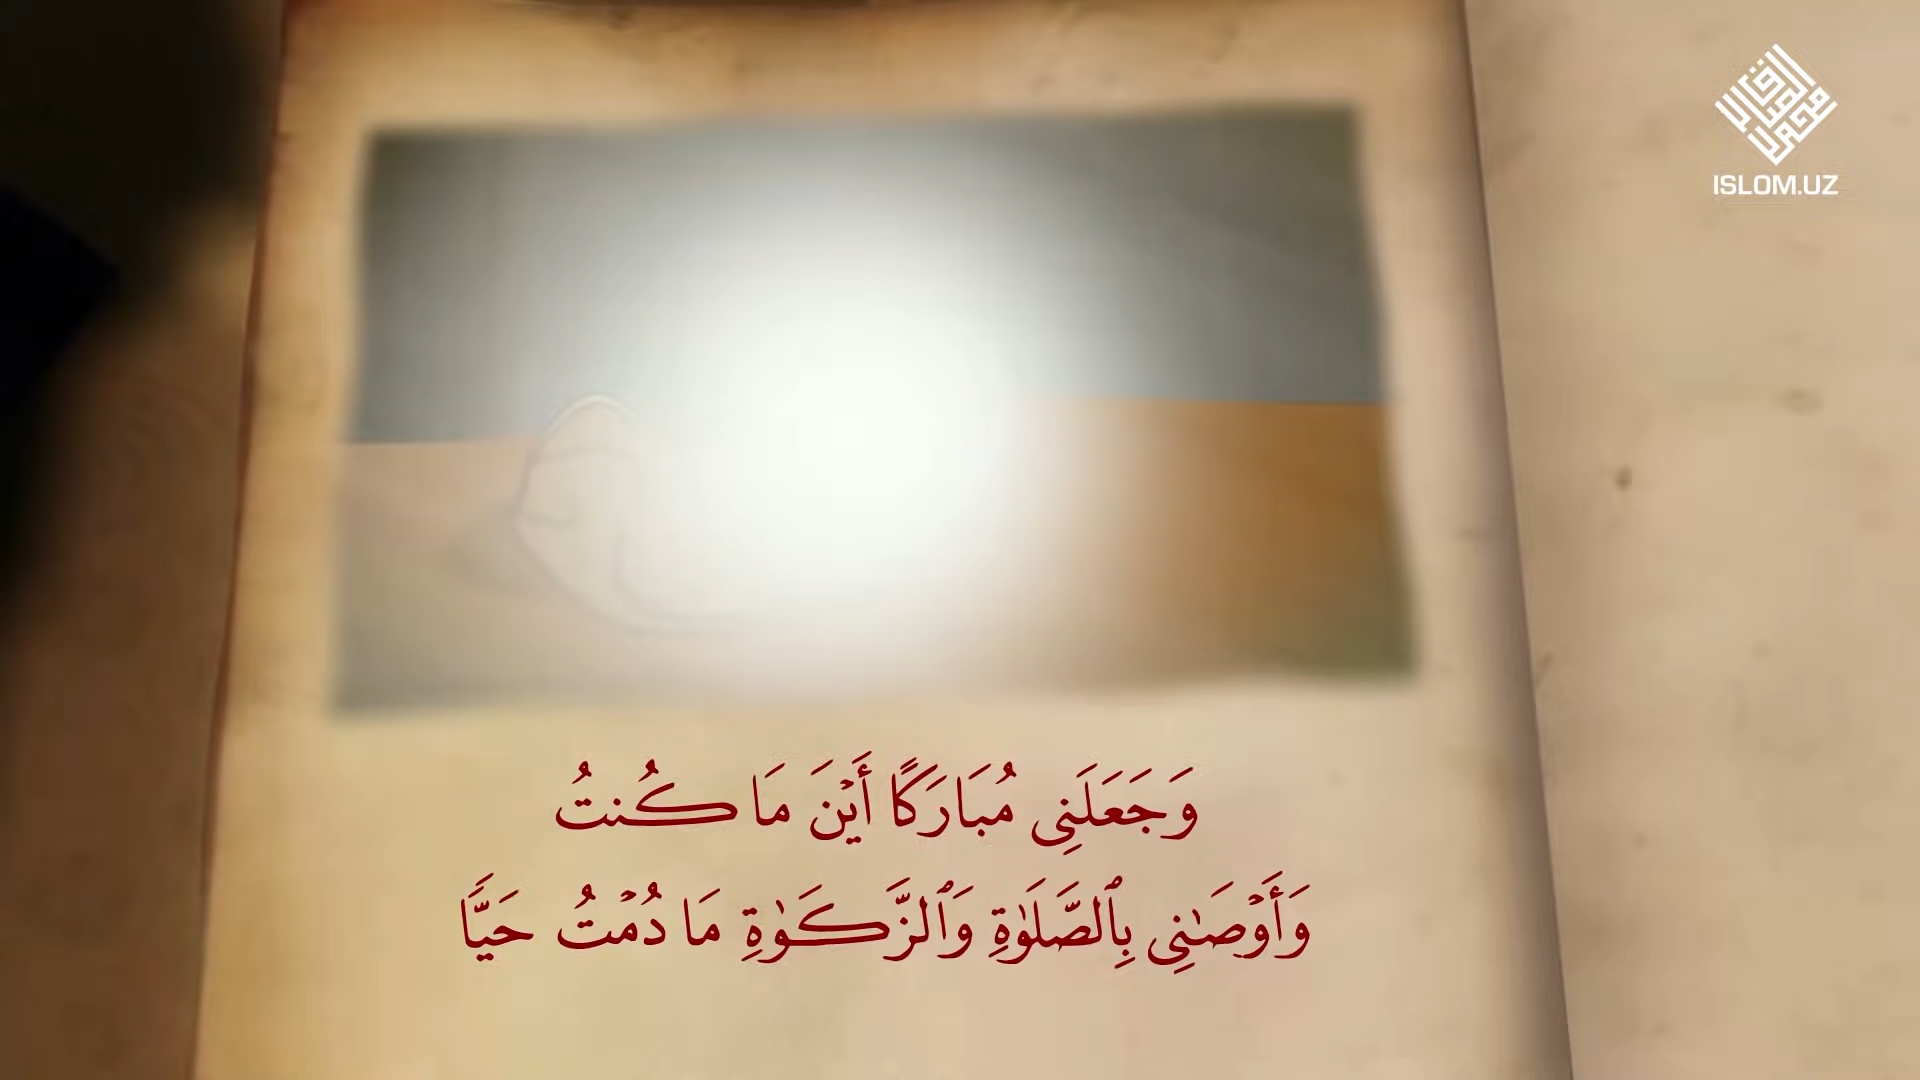 ISLOM.UZ
وَجَعَلَنِى مُبَارَكًا أَيْنَ مَا كُنتُ
وَأَوْصَـٰنِى بِٱلصَّلَوٰةِ وَٱلزَّكَوٰةِ مَا دُمْتُ حَيًّا